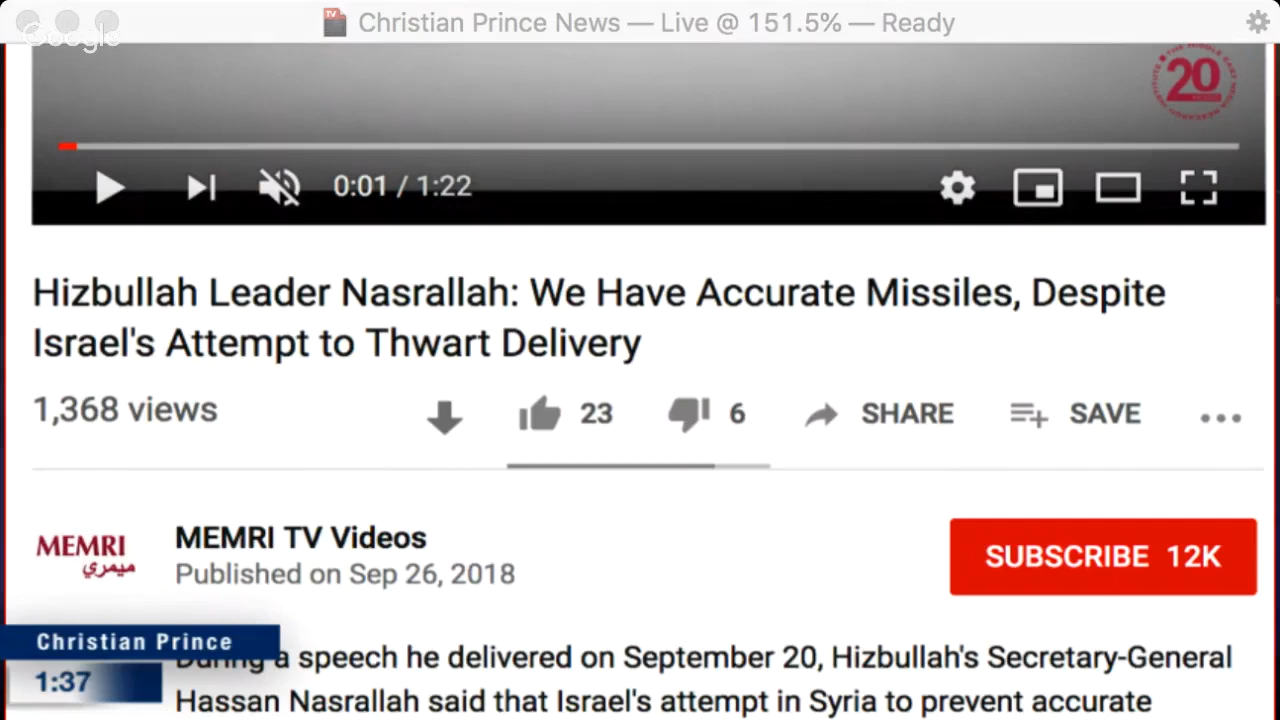 Christian Prince News — Live @ 151.5% — Ready
Google
20
0:01 / 1:22
Hizbullah Leader Nasrallah: We Have Accurate Missiles, Despite
Israel's Attempt to Thwart Delivery
1,368 views
23
6
SHARE
SAVE
MEMRI
ميمري
MEMRI TV Videos
Published on Sep 26, 2018
SUBSCRIBE 12K
Christian Prince
1:37
During a speech he delivered on September 20, Hizbullah's Secretary-General
Hassan Nasrallah said that Israel's attempt in Syria to prevent accurate